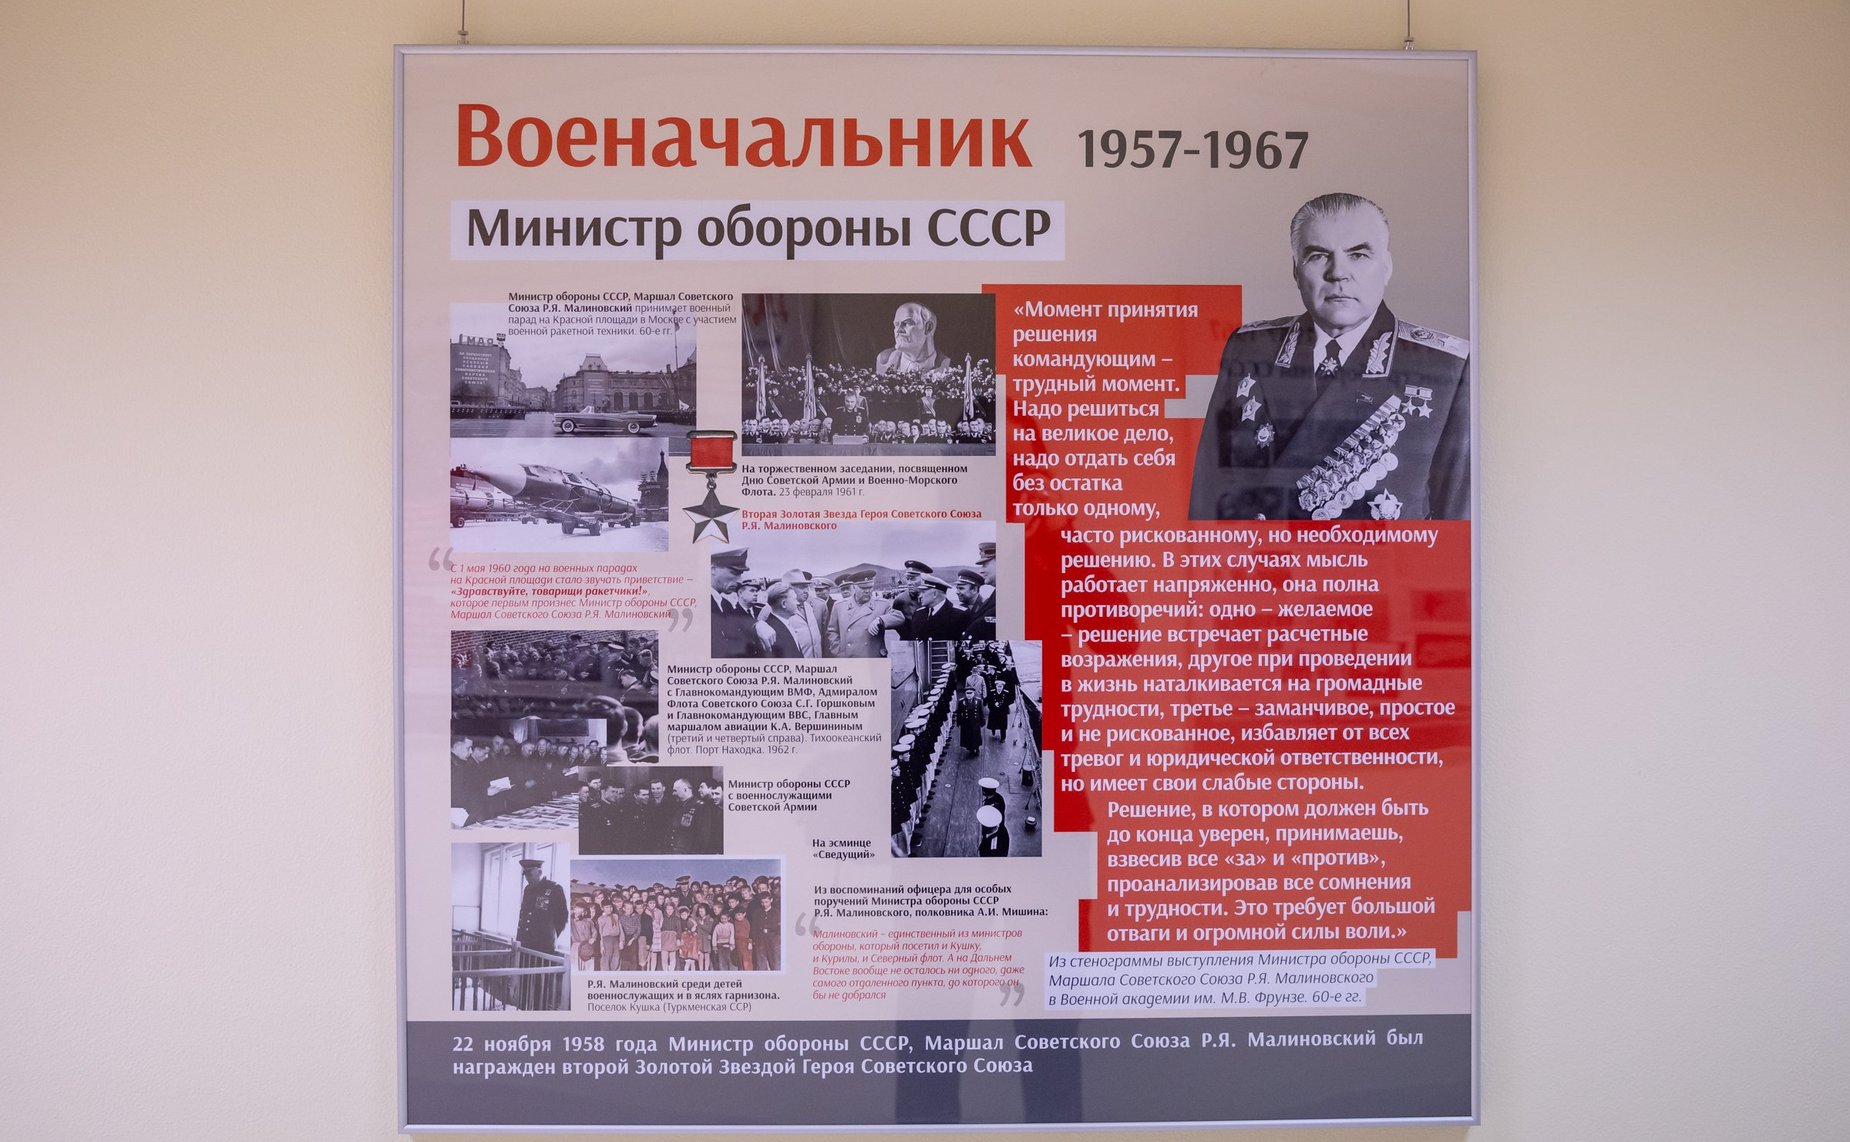 Военачальник 1957-1967
Министр обороны СССР
Министр обороны СССР, Маршал Советского
Союза Р.Я. Малиновский принимает военный
парад на Красной площади в Москве с участием
военной ракетной техники. 60-е гг.
На торжественном заседании, посвященном
Дню Советской Армии и Военно-Морского
Флота. 23 февраля 1961 г.
Вторая Золотая Звезда Героя Советского Союза
Р.Я. Малиновского
“
С 1 мая 1960 года на военных парадах
на Красной площади стало звучать приветствие –
«Здравствуйте, товарищи ракетчики!»,
которое первым произнес Министр обороны СССР,
Маршал Советского Союза Р.Я. Малиновский
”
Министр обороны СССР, Маршал
Советского Союза Р.Я. Малиновский
с Главнокомандующим ВМФ, Адмиралом
Флота Советского Союза С.Г. Горшковым
и Главнокомандующим ВВС, Главным
маршалом авиации К.А. Вершининым
(третий и четвертый справа). Тихоокеанский
флот. Порт Находка. 1962 г.
Министр обороны СССР
с военнослужащими
Советской Армии
На эсминце
«Сведущий»
Р.Я. Малиновский среди детей
военнослужащих и в яслях гарнизона.
Поселок Кушка (Туркменская ССР)
Из воспоминаний офицера для особых
поручений Министра обороны СССР
Р.Я. Малиновского, полковника А.И. Мишина:
“
Малиновский – единственный из министров
обороны, который посетил и Кушку,
и Курилы, и Северный флот. А на Дальнем
Востоке вообще не осталось ни одного, даже
самого отдаленного пункта, до которого он
бы не добрался
”
«Момент принятия
решения
командующим –
трудный момент.
Надо решиться
на великое дело,
надо отдать себя
без остатка
только одному,
часто рискованному, но необходимому
решению. В этих случаях мысль
работает напряженно, она полна
противоречий: одно – желаемое
– решение встречает расчетные
возражения, другое при проведении
в жизнь наталкивается на громадные
трудности, третье – заманчивое, простое
и не рискованное, избавляет от всех
тревог и юридической ответственности,
но имеет свои слабые стороны.
Решение, в котором должен быть
до конца уверен, принимаешь,
взвесив все «за» и «против»,
проанализировав все сомнения
и трудности. Это требует большой
отваги и огромной силы воли.»
Из стенограммы выступления Министра обороны СССР,
Маршала Советского Союза Р.Я. Малиновского
в Военной академии им. М.В. Фрунзе. 60-е гг.
22 ноября 1958 года Министр обороны СССР, Маршал Советского Союза Р.Я. Малиновский был
награжден второй Золотой Звездой Героя Советского Союза